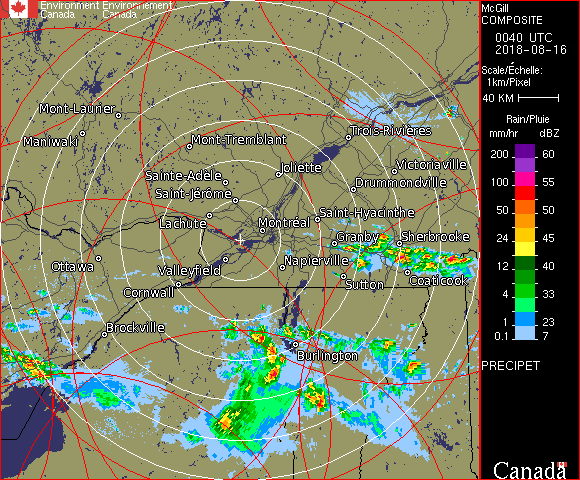 Environment Environnement
Canada Canada
McGill
COMPOSITE
0040 UTC
2018-08-16
Scale/Échelle:
1km/Pixel
40 KM
Rain/Pluie
mm/hr dBZ
200 60
100 55
50 50
24 45
12 40
4 33
1 23
0.1 7
PRECIPET
Canada
Mont-Laurier
Maniwaki
Mont-Tremblant
Trois-Rivières
Joliette
Victoriaville
Sainte-Adèle
Drummondville
Saint-Jérôme
Saint-Hyacinthe
Lachute
Montréal
Granby
Sherbrooke
Ottawa
Valleyfield
Napierville
Coaticook
Sutton
Cornwall
Brockville
Burlington